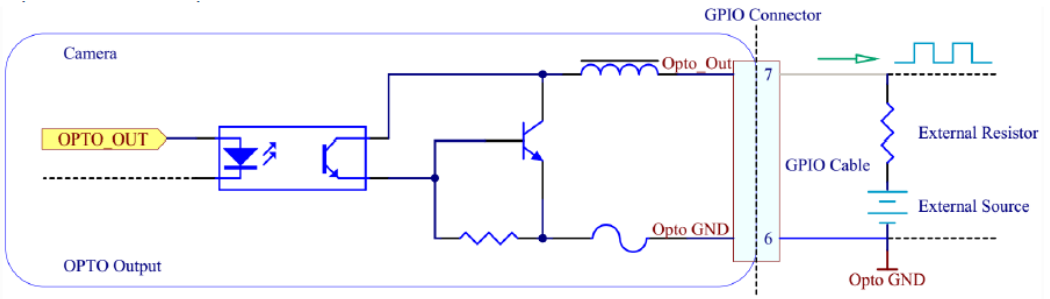 GPIO Connector
Camera
Opto_Out
7
OPTO_OUT
External Resistor
GPIO Cable
External Source
Opto GND
6
OPTO Output
Opto GND